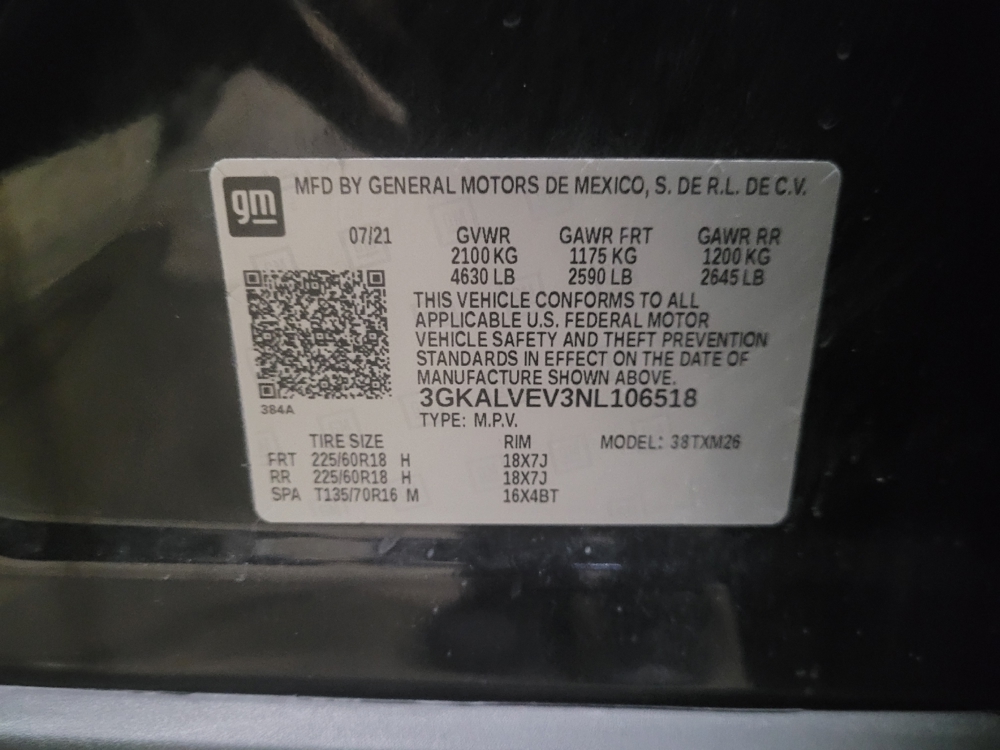 gm MFD BY GENERAL MOTORS DE MEXICO, S. DE R.L. DE C.V.
07/21 GVWR GAWR FRT GAWR RR
2100 KG 1175 KG 1200 KG
4630 LB 2590 LB 2645 LB
THIS VEHICLE CONFORMS TO ALL
APPLICABLE U.S. FEDERAL MOTOR
VEHICLE SAFETY AND THEFT PREVENTION
STANDARDS IN EFFECT ON THE DATE OF
MANUFACTURE SHOWN ABOVE.
3GKALVEV3NL106518
384A
TYPE: M.P.V.
TIRE SIZE RIM MODEL: 38TXM26
FRT 225/60R18 H 18X7J
RR 225/60R18 H 18X7J
SPA T135/70R16 M 16X4BT